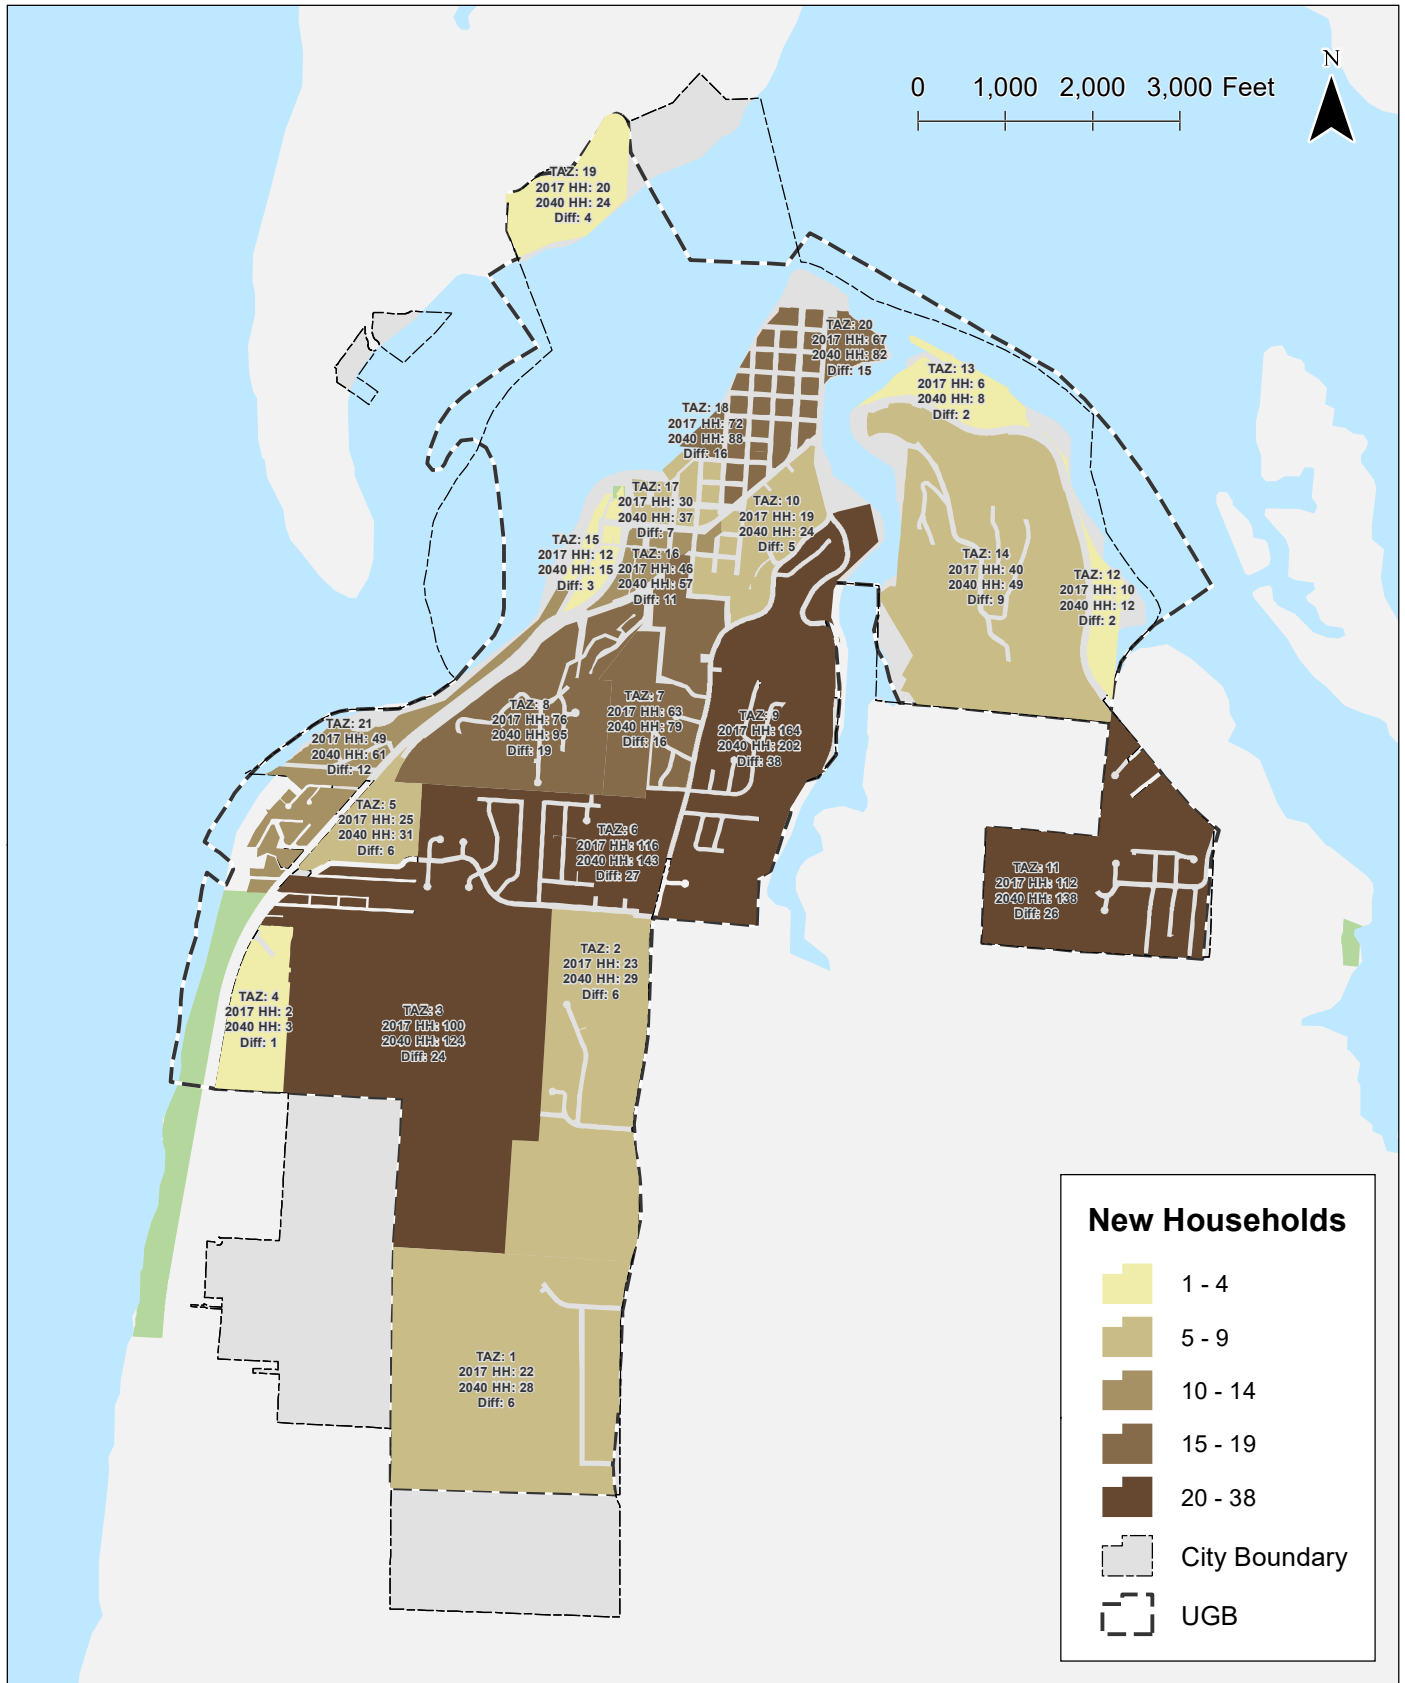 N
0 1,000 2,000 3,000 Feet
TAZ: 19
2017 HH: 20
2040 HH: 24
Diff: 4
TAZ: 20
2017 HH: 67
2040 HH: 82
Diff: 15
TAZ: 13
2017 HH: 6
2040 HH: 8
Diff: 2
TAZ: 18
2017 HH: 72
2040 HH: 88
Diff: 16
TAZ: 17
2017 HH: 30
2040 HH: 37
Diff: 7
TAZ: 10
2017 HH: 19
2040 HH: 24
Diff: 5
TAZ: 15
2017 HH: 12
2040 HH: 15
Diff: 3
TAZ: 16
2017 HH: 46
2040 HH: 57
Diff: 11
TAZ: 14
2017 HH: 40
2040 HH: 49
Diff: 9
TAZ: 12
2017 HH: 10
2040 HH: 12
Diff: 2
TAZ: 21
2017 HH: 49
2040 HH: 61
Diff: 12
TAZ: 8
2017 HH: 76
2040 HH: 95
Diff: 19
TAZ: 7
2017 HH: 63
2040 HH: 79
Diff: 16
TAZ: 9
2017 HH: 164
2040 HH: 202
Diff: 38
TAZ: 5
2017 HH: 25
2040 HH: 31
Diff: 6
TAZ: 6
2017 HH: 116
2040 HH: 143
Diff: 27
TAZ: 11
2017 HH: 112
2040 HH: 138
Diff: 26
TAZ: 2
2017 HH: 23
2040 HH: 29
Diff: 6
TAZ: 4
2017 HH: 2
2040 HH: 3
Diff: 1
TAZ: 3
2017 HH: 100
2040 HH: 124
Diff: 24
TAZ: 1
2017 HH: 22
2040 HH: 28
Diff: 6
New Households
1 - 4
5 - 9
10 - 14
15 - 19
20 - 38
City Boundary
UGB